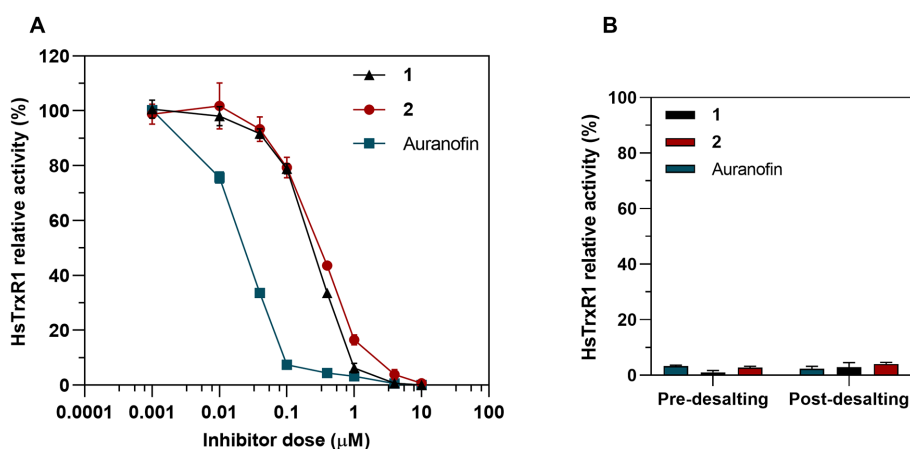 A
HsTrxR1 relative activity (%)
120
100
80
60
40
20
0
0.0001
0.001
0.01
0.1
1
10
100
Inhibitor dose (μM)
1
2
Auranofin
B
HsTrxR1 relative activity (%)
100
80
60
40
20
0
1
2
Auranofin
Pre-desalting
Post-desalting